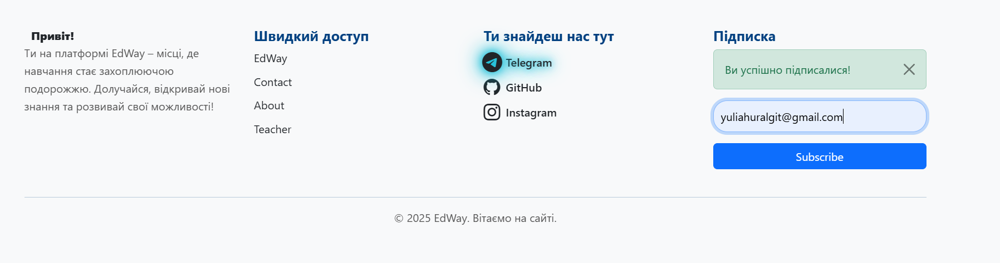 Привіт!
Ти на платформі EdWay – місці, де
навчання стає захоплюючою
подорожжю. Долучайся, відкривай нові
знання та розвивай свої можливості!
Швидкий доступ
EdWay
Contact
About
Teacher
Ти знайдеш нас тут
Telegram
GitHub
Instagram
Підписка
Ви успішно підписалися!
yuliahuralgit@gmail.com
Subscribe
© 2025 EdWay. Вітаємо на сайті.